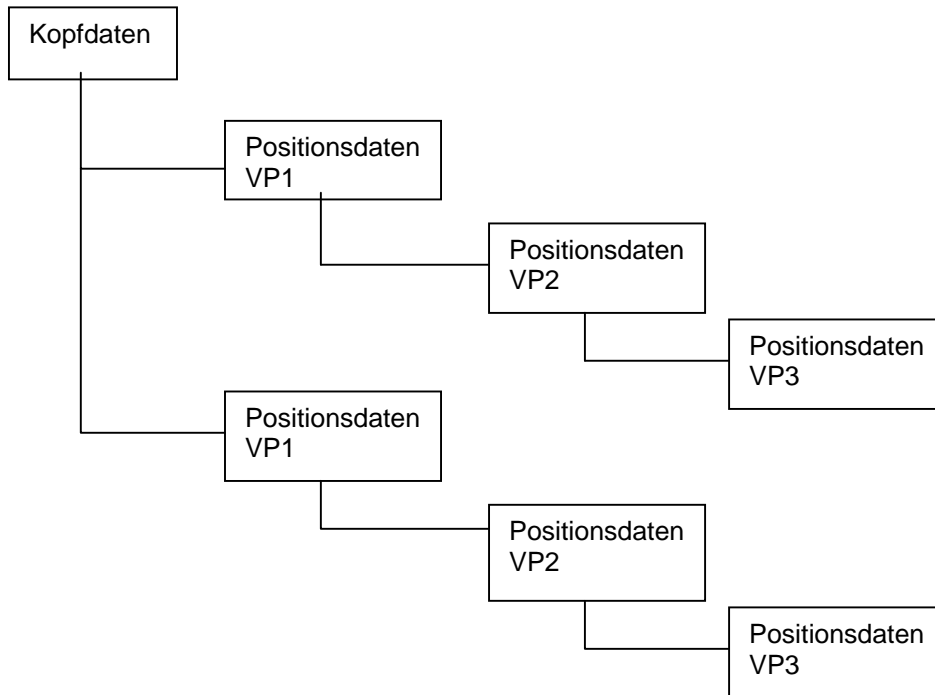 Kopfdaten
Positionsdaten
VP1
Positionsdaten
VP2
Positionsdaten
VP3
Positionsdaten
VP1
Positionsdaten
VP2
Positionsdaten
VP3